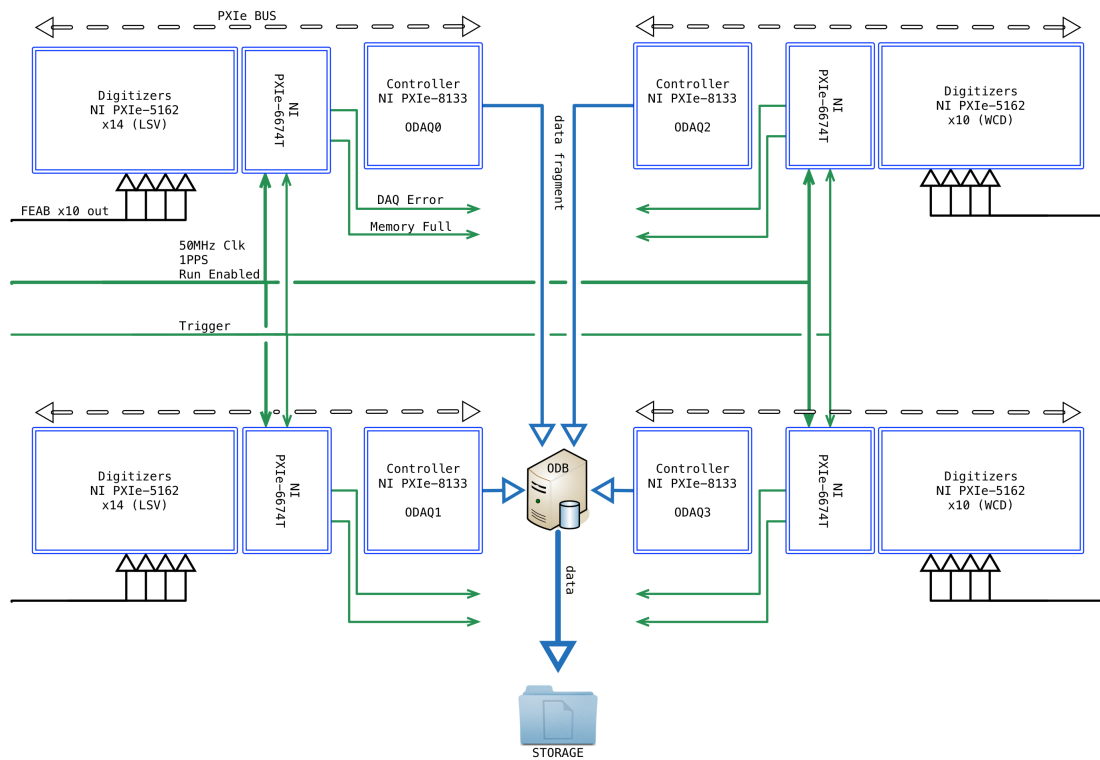 PXIe BUS
Digitizers
NI PXIe-5162
x14 (LSV)
NI
PXIe-6674T
Controller
NI PXIe-8133
ODAQ0
data fragment
Controller
NI PXIe-8133
ODAQ2
NI
PXIe-6674T
Digitizers
NI PXIe-5162
x10 (WCD)
FEAB x10 out
DAQ Error
Memory Full
50MHz Clk
1PPS
Run Enabled
Trigger
Digitizers
NI PXIe-5162
x14 (LSV)
NI
PXIe-6674T
Controller
NI PXIe-8133
ODAQ1
ODB
Controller
NI PXIe-8133
ODAQ3
NI
PXIe-6674T
Digitizers
NI PXIe-5162
x10 (WCD)
data
STORAGE